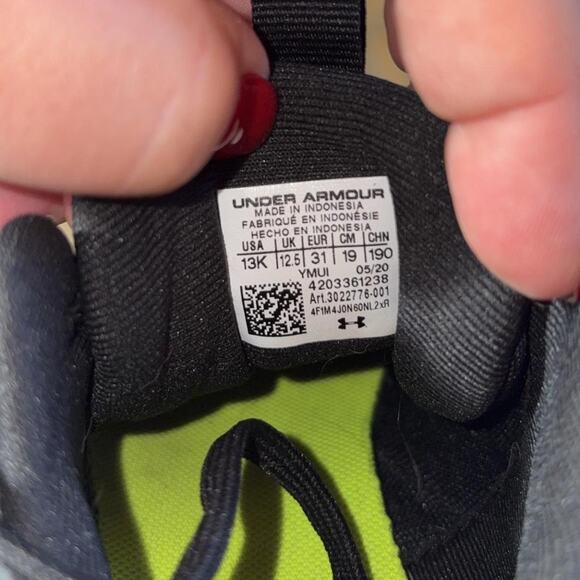 UNDER ARMOUR
MADE IN INDONESIA
FABRIQUÉ EN INDONÉSIE
HECHO EN INDONESIA
USA UK EUR CM CHN
13K 12.5 31 19 190
YMUI 05/20
4203361238
Art.3022776-001
4F1M4J0N60NL2xR